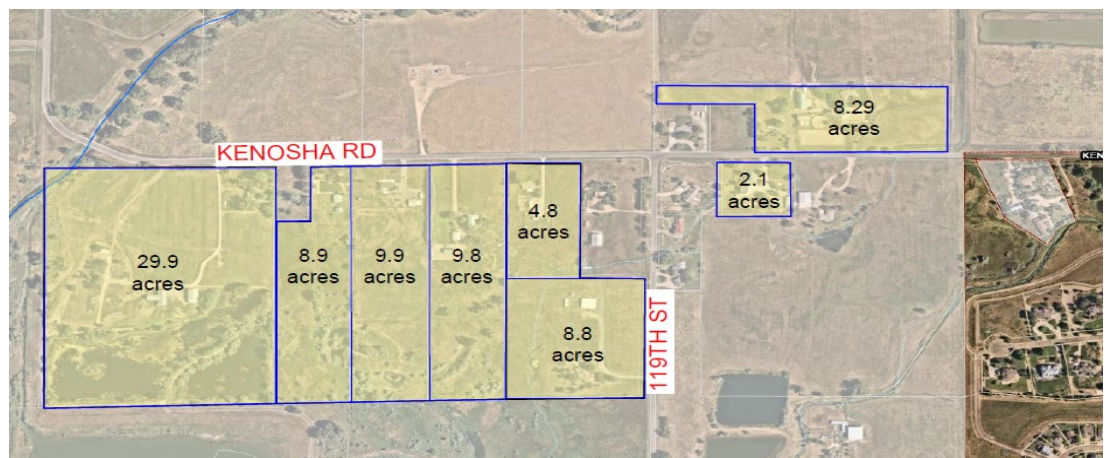 8.29
acres
KENOSHA RD
KEN
2.1
acres
4.8
acres
29.9
acres
8.9
acres
9.9
acres
9.8
acres
8.8
acres
119TH ST